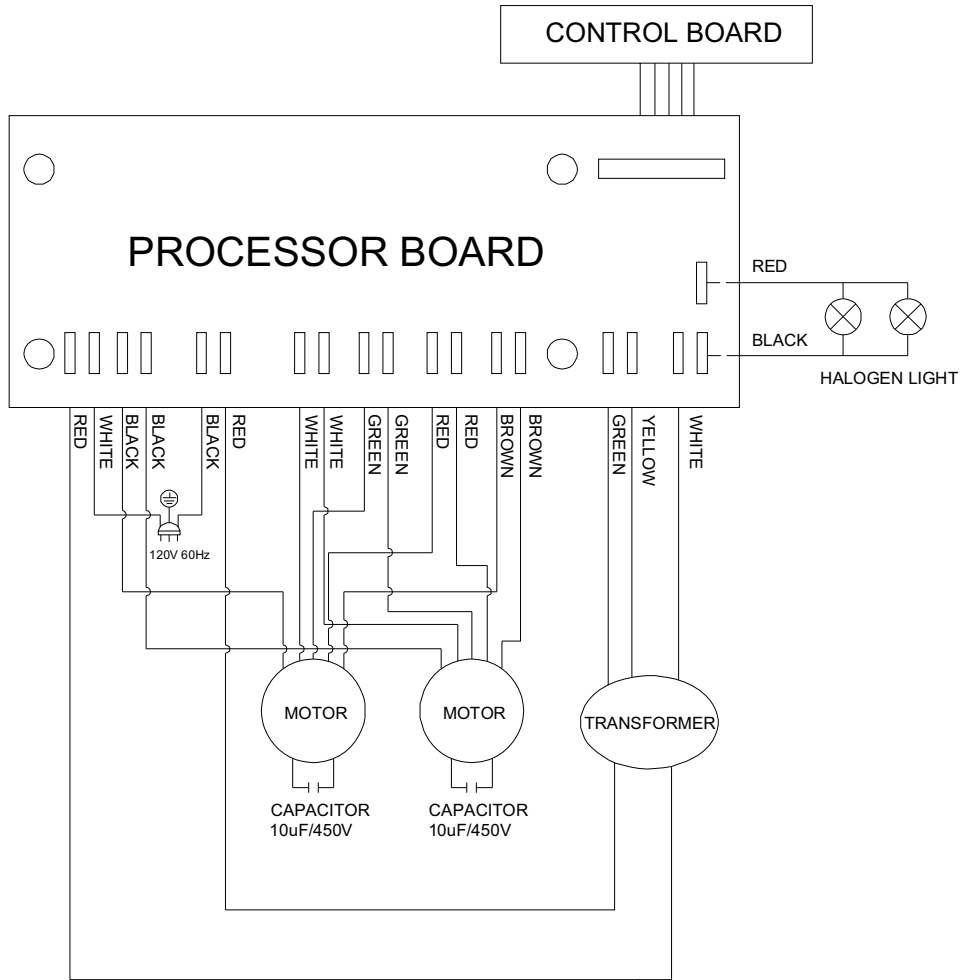 CONTROL BOARD
PROCESSOR BOARD
RED
BLACK
HALOGEN LIGHT
RED
WHITE
BLACK
BLACK
BLACK
RED
WHITE
WHITE
GREEN
GREEN
RED
RED
BROWN
BROWN
GREEN
YELLOW
WHITE
120V 60Hz
MOTOR
MOTOR
TRANSFORMER
CAPACITOR
10uF/450V
CAPACITOR
10uF/450V